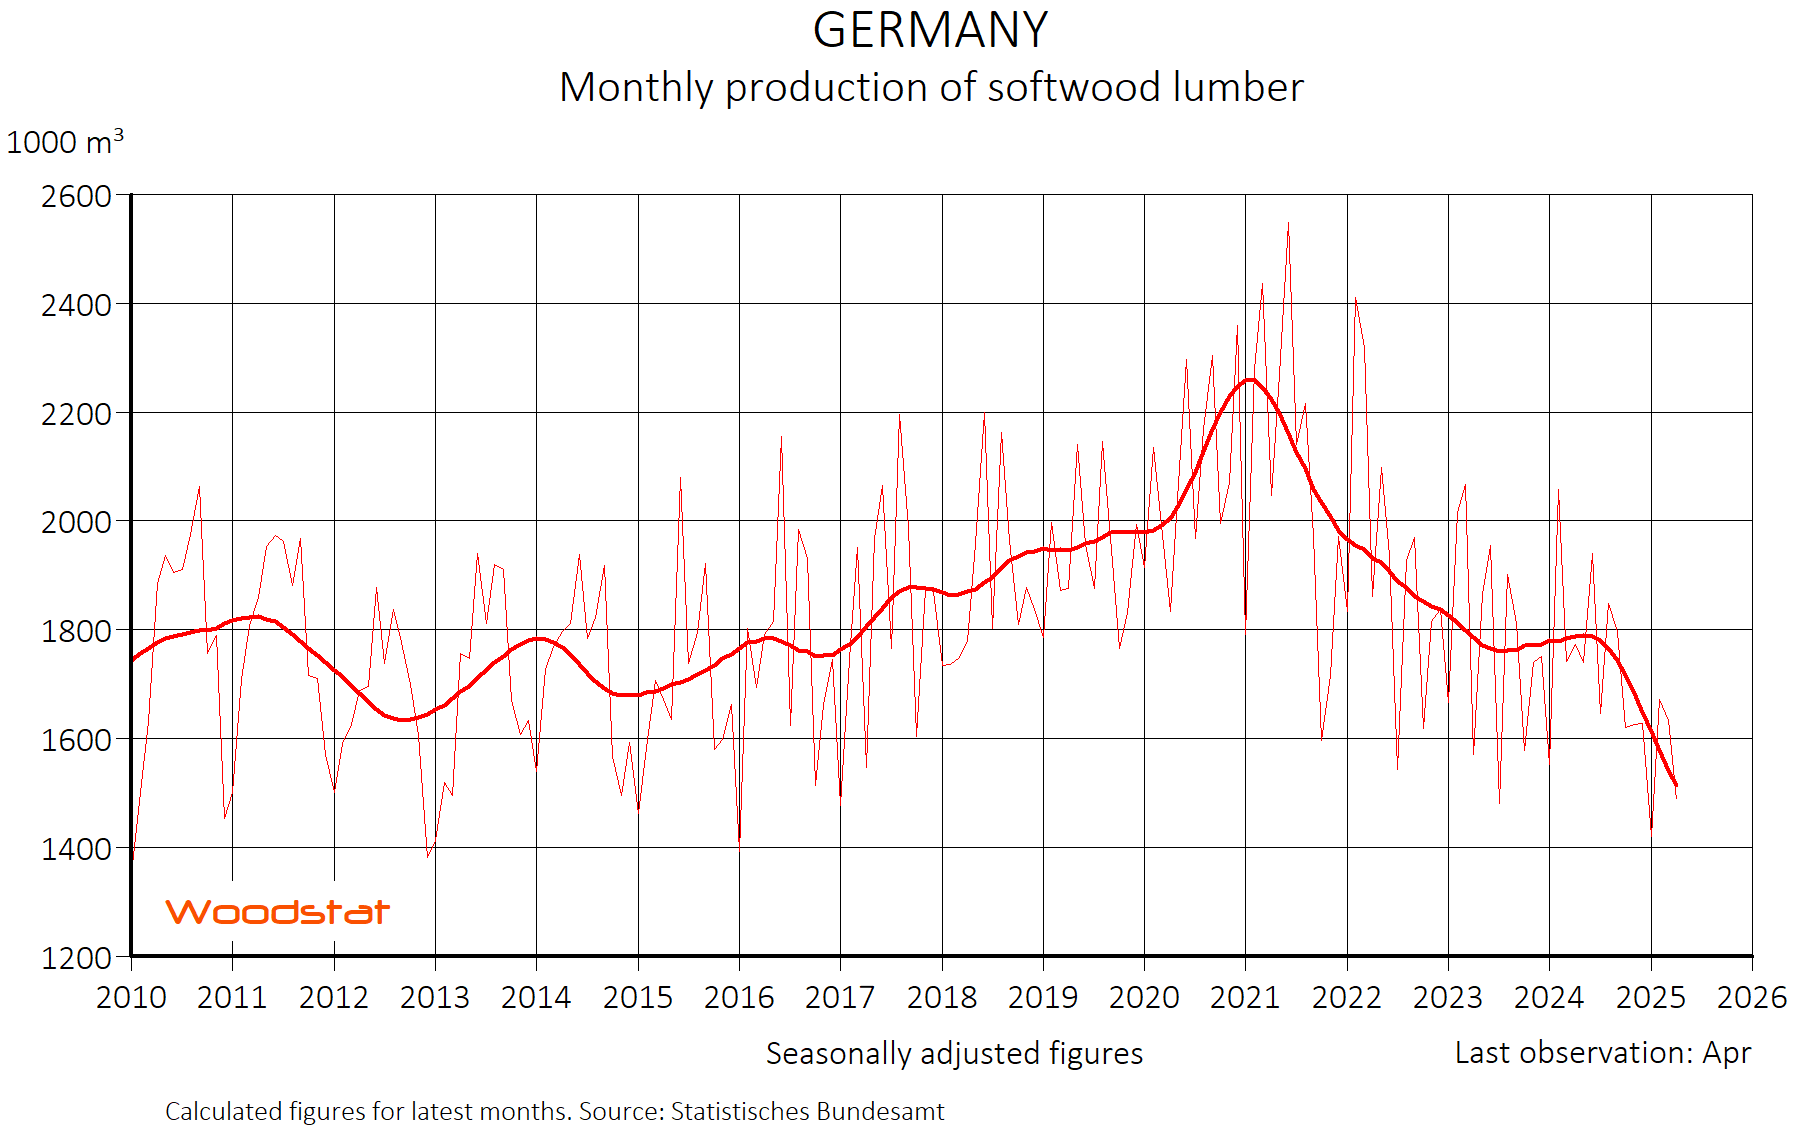 GERMANY
Monthly production of softwood lumber
1000 m³
2600
2400
2200
2000
1800
1600
1400
1200
Woodstat
2010 2011 2012 2013 2014 2015 2016 2017 2018 2019 2020 2021 2022 2023 2024 2025 2026
Seasonally adjusted figures
Last observation: Apr
Calculated figures for latest months. Source: Statistisches Bundesamt